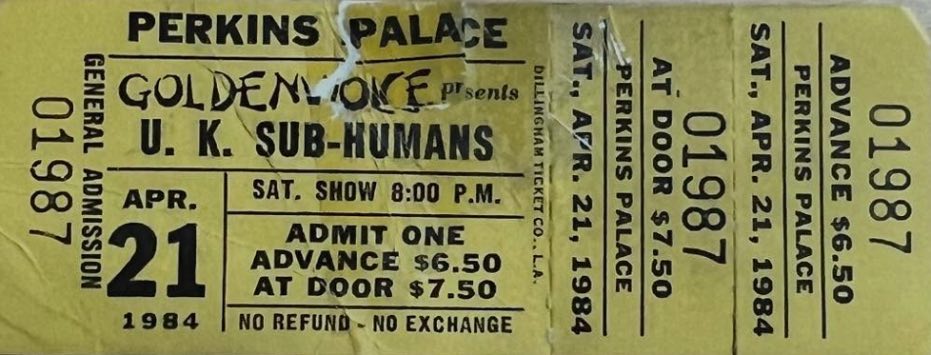 01987
GENERAL ADMISSION
PERKINS PALACE
GOLDENVOICE presents
U. K. SUB-HUMANS
APR.
21
1984
SAT. SHOW 8:00 P.M.
ADMIT ONE
ADVANCE $6.50
AT DOOR $7.50
NO REFUND - NO EXCHANGE
DILLINGHAM TICKET CO., L.A.
SAT., APR. 21, 1984
PERKINS PALACE
AT DOOR $7.50
01987
SAT., APR. 21, 1984
PERKINS PALACE
ADVANCE $6.50
01987